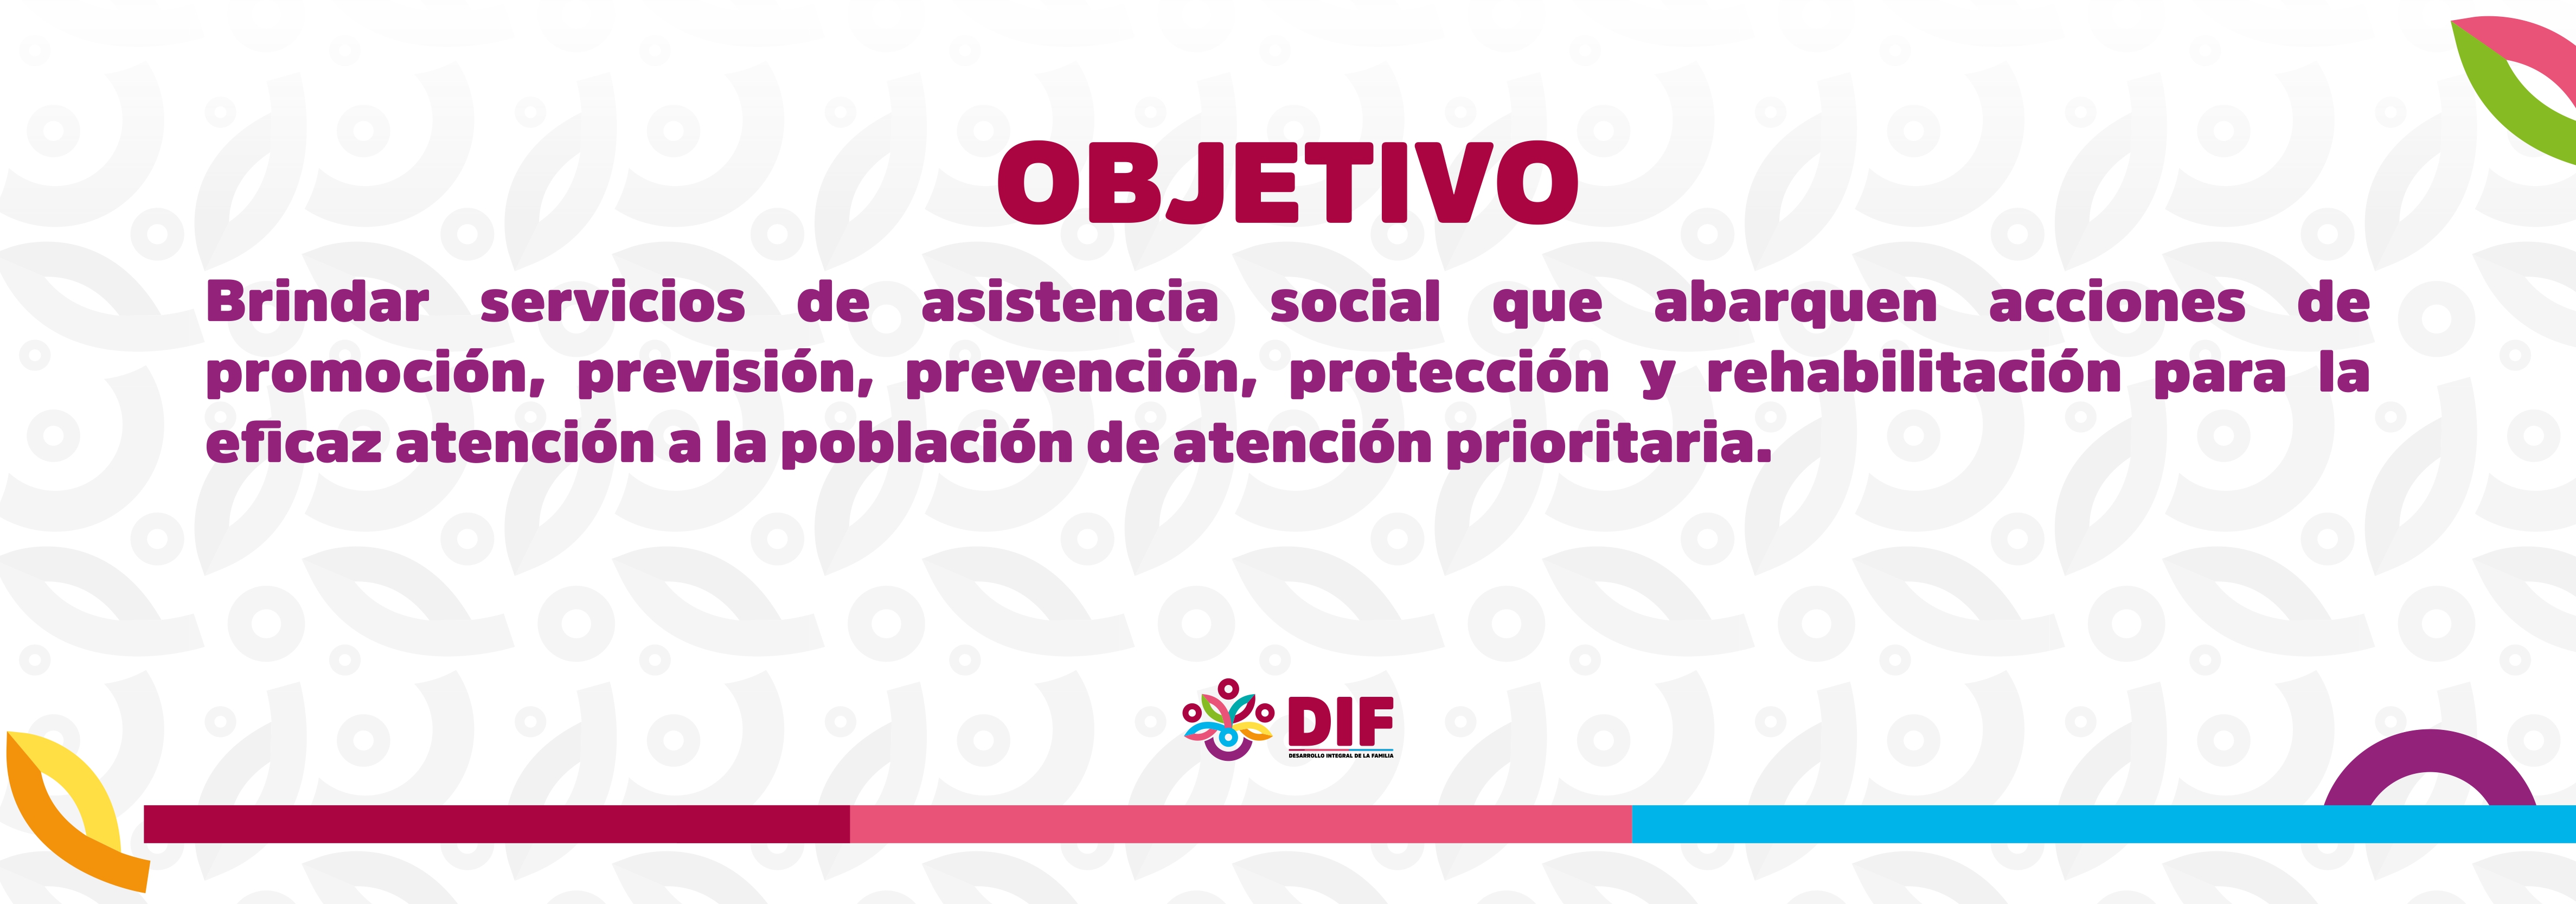 OBJETIVO
Brindar servicios de asistencia social que abarquen acciones de
promoción, previsión, prevención, protección y rehabilitación para la
eficaz atención a la población de atención prioritaria.
DIF
DESARROLLO INTEGRAL DE LA FAMILIA